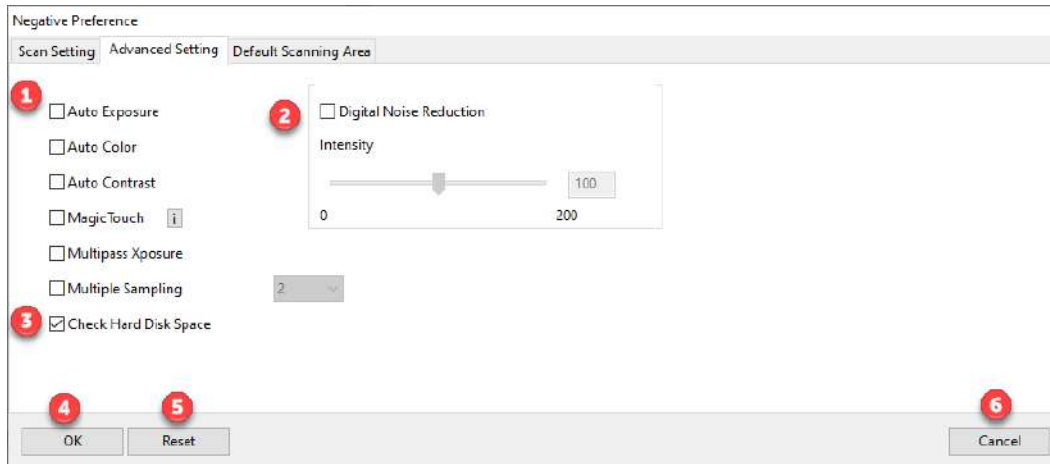 Negative Preference
Scan Setting Advanced Setting Default Scanning Area
1
Auto Exposure
Auto Color
Auto Contrast
MagicTouch i
Multipass Xposure
Multiple Sampling 2
3 Check Hard Disk Space
2 Digital Noise Reduction
Intensity
100
0 200
4 5 6
OK Reset Cancel